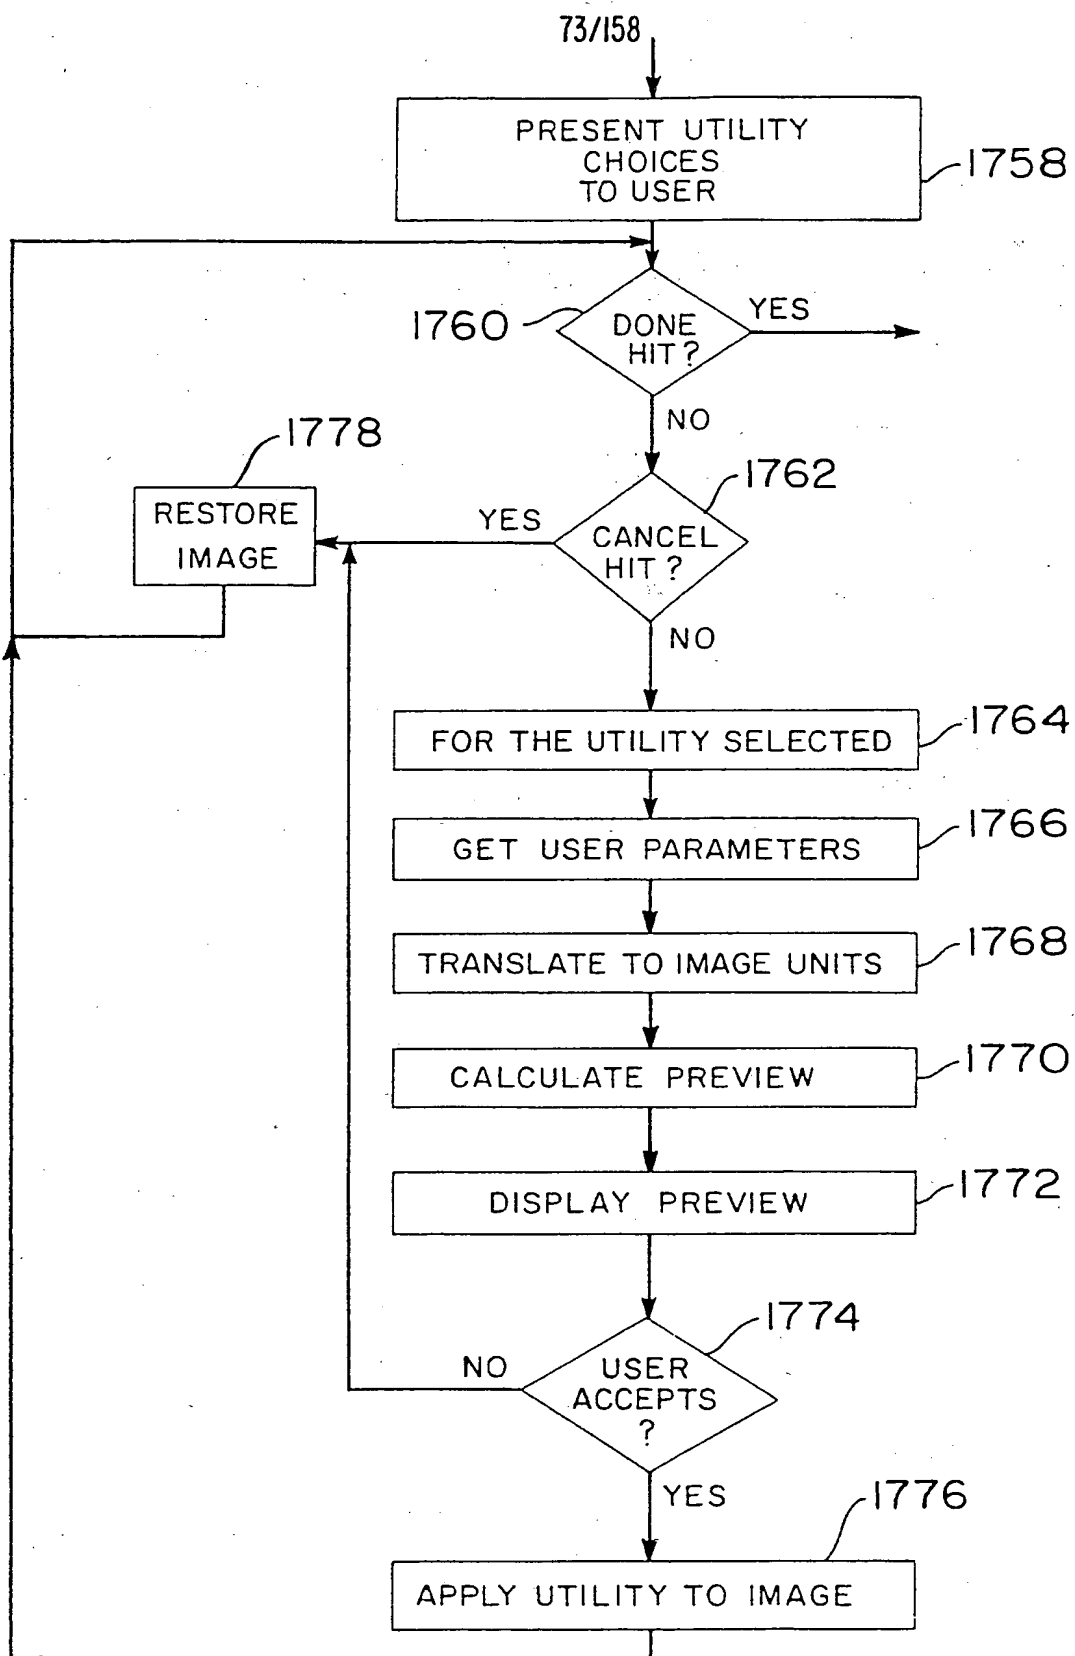 73/158
PRESENT UTILITY
CHOICES
TO USER
1758
1760
DONE
HIT?
YES
NO
1778
RESTORE
IMAGE
1762
YES
CANCEL
HIT?
NO
FOR THE UTILITY SELECTED
1764
GET USER PARAMETERS
1766
TRANSLATE TO IMAGE UNITS
1768
CALCULATE PREVIEW
1770
DISPLAY PREVIEW
1772
1774
NO
USER
ACCEPTS
?
YES
1776
APPLY UTILITY TO IMAGE